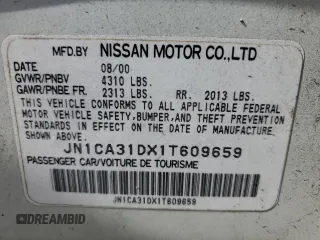 MFD.BY NISSAN MOTOR CO.,LTD
DATE 08/00
GVWR/PNBV 4310 LBS.
GAWR/PNBE FR. 2313 LBS. RR. 2013 LBS.
THIS VEHICLE CONFORMS TO ALL APPLICABLE FEDERAL
MOTOR VEHICLE SAFETY, BUMPER, AND THEFT PREVENTION
STANDARDS IN EFFECT ON THE DATE OF MANUFACTURE
SHOWN ABOVE.
JN1CA31DX1T609659
PASSENGER CAR/VOITURE DE TOURISME
JN1CA31DX1T609659
DREAMBID